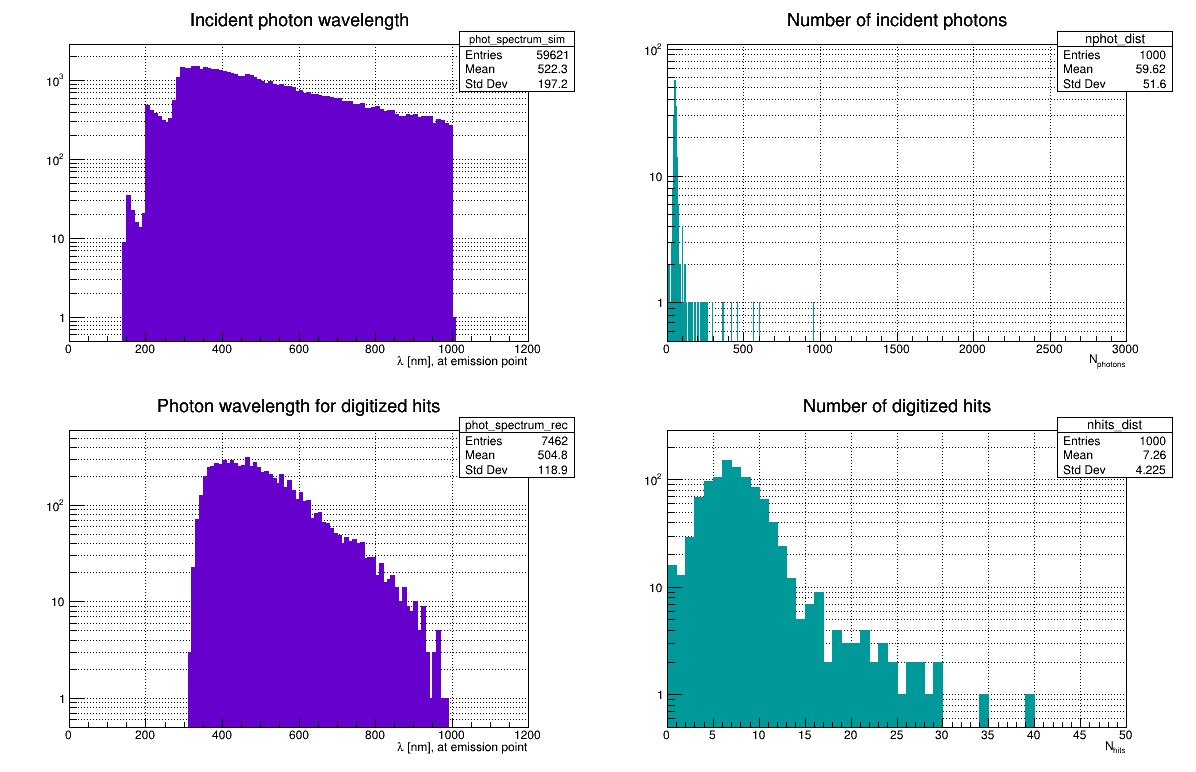 Incident photon wavelength
phot_spectrum_sim
Entries 59621
Mean 522.3
Std Dev 197.2
10³
10²
10
1
0 200 400 600 800 1000 1200
λ [nm], at emission point
Number of incident photons
nphot_dist
Entries 1000
Mean 59.62
Std Dev 51.6
10²
10
1
0 500 1000 1500 2000 2500 3000
Nphotons
Photon wavelength for digitized hits
phot_spectrum_rec
Entries 7462
Mean 504.8
Std Dev 118.9
10²
10
1
0 200 400 600 800 1000 1200
λ [nm], at emission point
Number of digitized hits
nhits_dist
Entries 1000
Mean 7.26
Std Dev 4.225
10²
10
1
0 5 10 15 20 25 30 35 40 45 50
Nhits